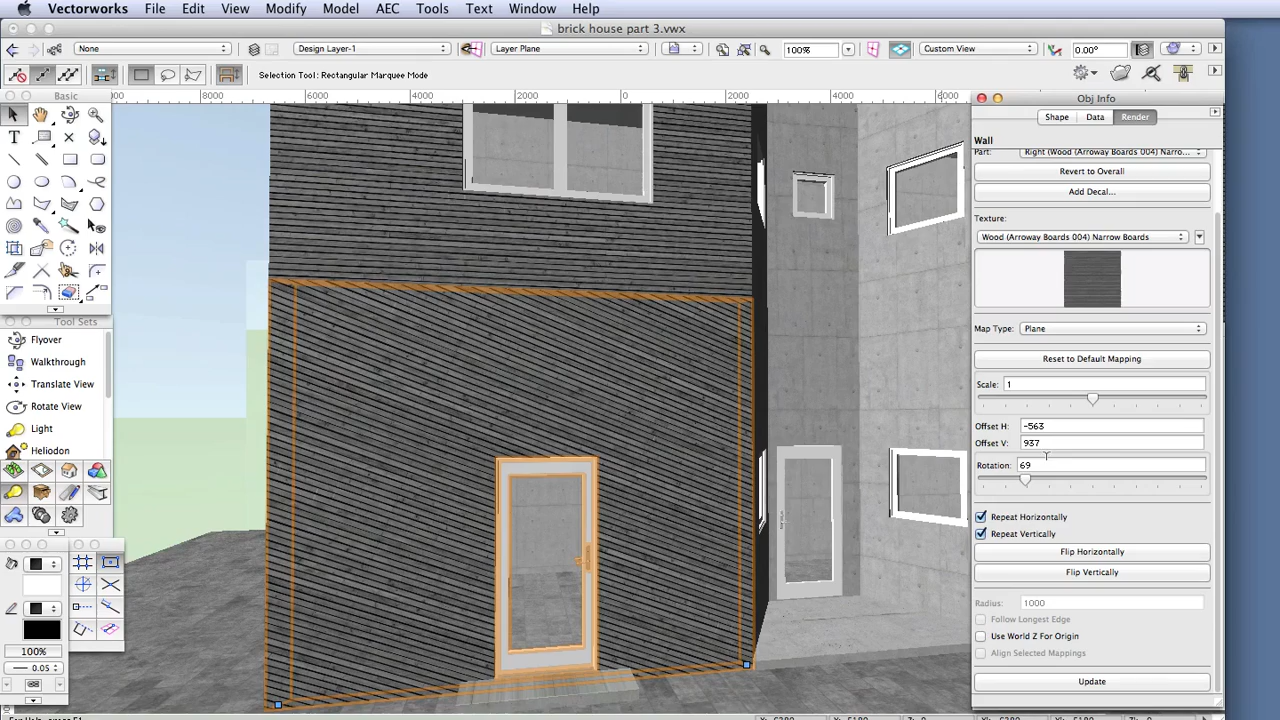 Vectorworks File Edit View Modify Model AEC Tools Text Window Help
brick house part 3.vwx
None Design Layer-1 Layer Plane 100% Custom View 0.00°
Selection Tool: Rectangular Marquee Mode
Basic
8000 6000 4000 2000 0 2000 4000
Obj Info
Shape Data Render
Wall
Part: Right (Wood (Arroway Boards 004) Narro...
Revert to Overall
Add Decal...
Texture:
Wood (Arroway Boards 004) Narrow Boards
Map Type: Plane
Reset to Default Mapping
Scale: 1
Offset H: -563
Offset V: 937
Rotation: 69
Repeat Horizontally
Repeat Vertically
Flip Horizontally
Flip Vertically
Radius: 1000
Follow Longest Edge
Use World Z For Origin
Align Selected Mappings
Update
Tool Sets
Flyover
Walkthrough
Translate View
Rotate View
Light
Heliodon
100%
0.05